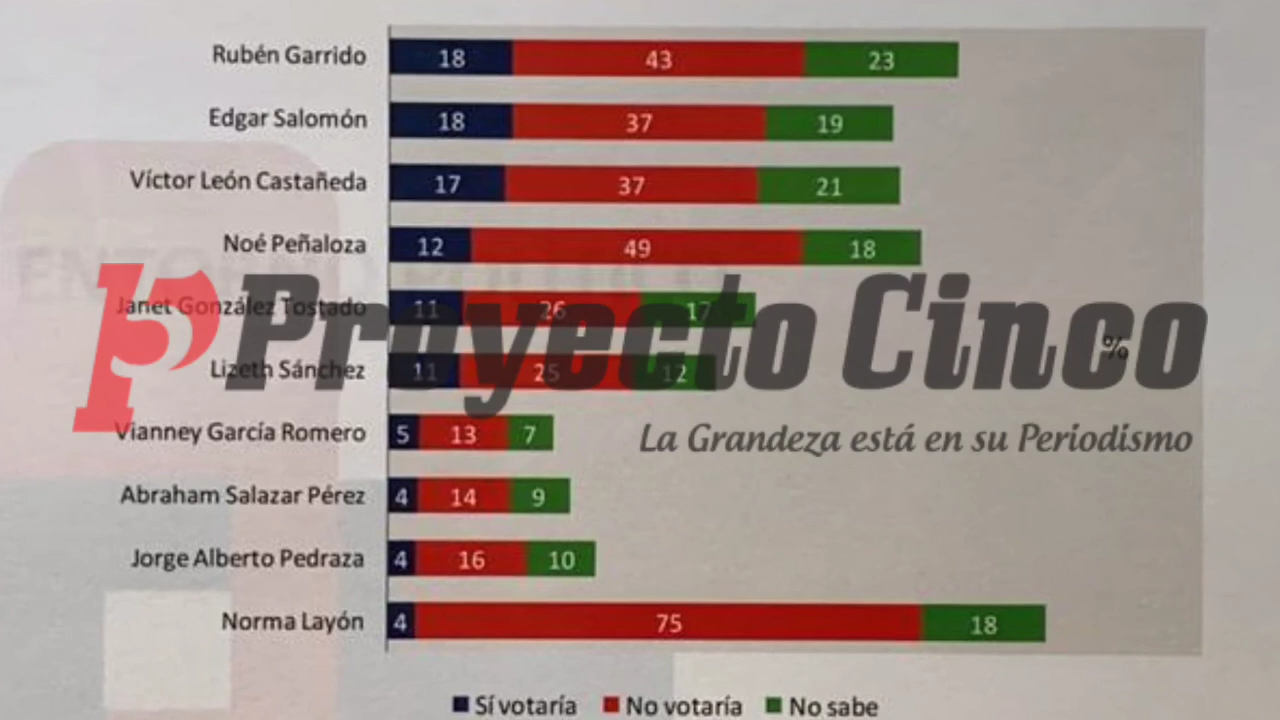 Rubén Garrido 18 43 23
Edgar Salomón 18 37 19
Víctor León Castañeda 17 37 21
Noé Peñaloza 12 49 18
Janet González Tostado 11 26 17
Proyecto Cinco
%
Lizeth Sánchez 11 25 12
Vianney García Romero 5 13 7
La Grandeza está en su Periodismo
Abraham Salazar Pérez 4 14 9
Jorge Alberto Pedraza 4 16 10
Norma Layón 4 75 18
Sí votaría No votaría No sabe